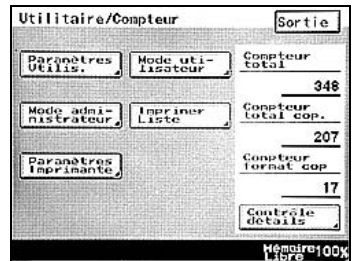 Utilitaire/Compteur
Sortie
Paramètres
Utilis.
Mode uti-
lisateur
Compteur
total
348
Mode admi-
nistrateur
Imprimer
Liste
Compteur
total cop.
207
Paramètres
Imprimante
Compteur
format cop
17
Contrôle
détails
Mémoire
Libre 100%